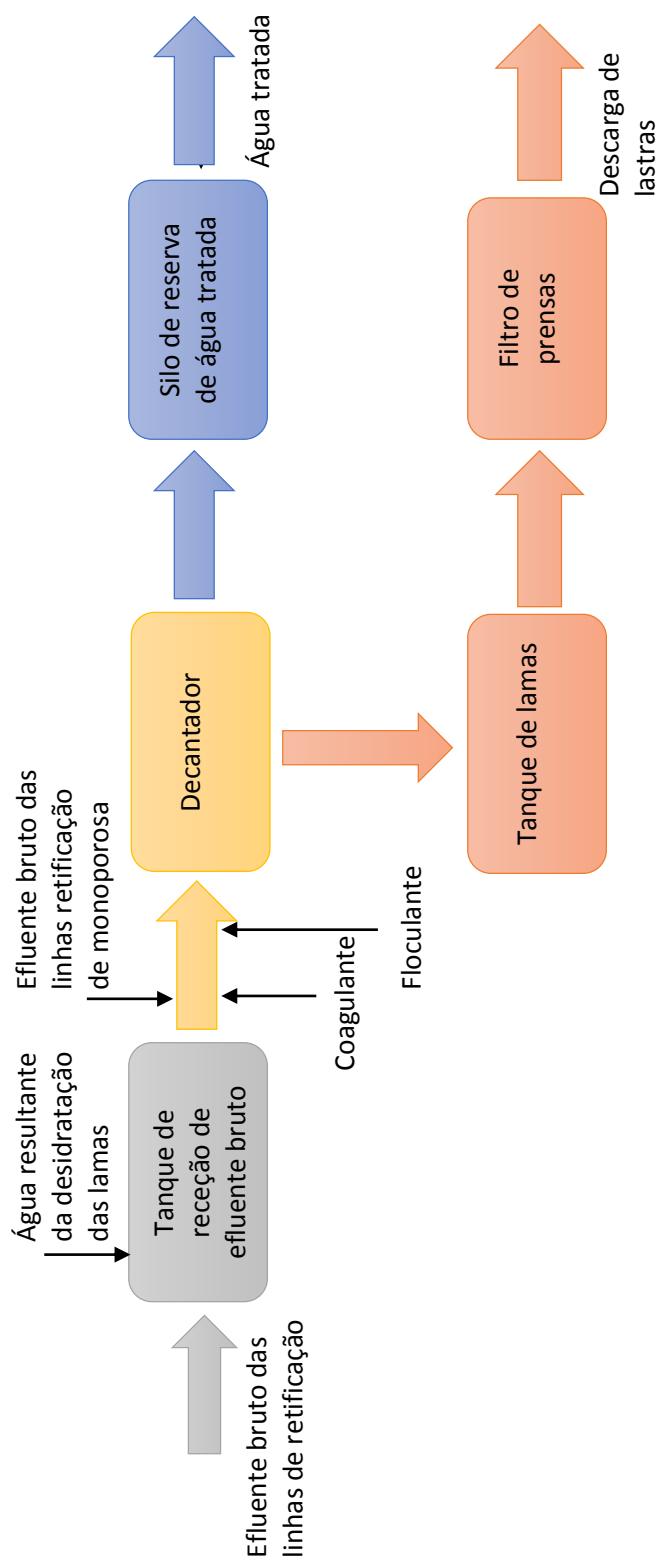 Efluente bruto das
linhas de retificação
Água resultante
da desidratação
das lamas
Tanque de
receção de
efluente bruto
Efluente bruto das
linhas retificação
de monoporosa
Coagulante
Floculante
Decantador
Silo de reserva
de água tratada
Água tratada
Tanque de lamas
Filtro de
prensas
Descarga de
lastras